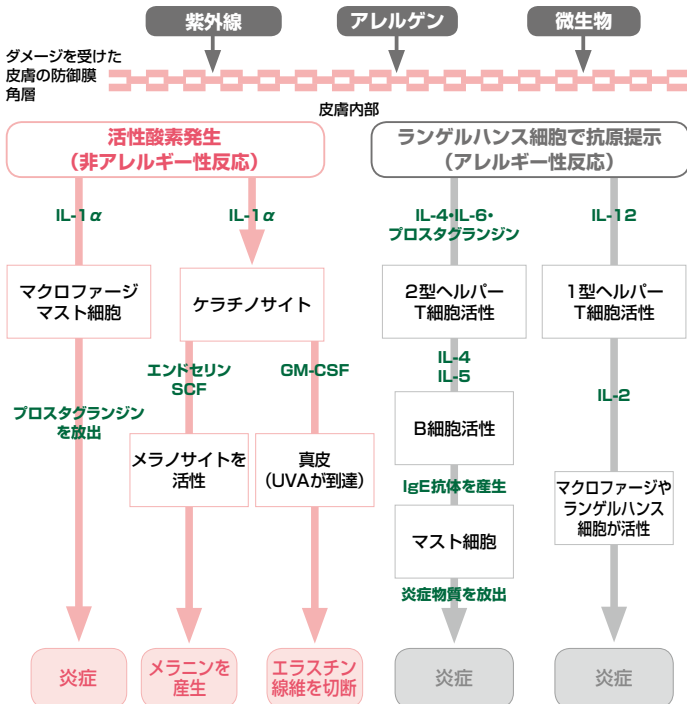 紫外線
アレルゲン
微生物
ダメージを受けた
皮膚の防御膜
角層
皮膚内部
活性酸素発生
（非アレルギー性反応）
ランゲルハンス細胞で抗原提示
（アレルギー性反応）
IL-1α
IL-1α
IL-4・IL-6・
プロスタグランジン
IL-12
マクロファージ
マスト細胞
ケラチノサイト
2型ヘルパー
T細胞活性
1型ヘルパー
T細胞活性
エンドセリン
SCF
GM-CSF
IL-4
IL-5
IL-2
プロスタグランジン
を放出
B細胞活性
メラノサイトを
活性
真皮
（UVAが到達）
IgE抗体を産生
マクロファージや
ランゲルハンス
細胞が活性
マスト細胞
炎症物質を放出
炎症
メラニンを
産生
エラスチン
線維を切断
炎症
炎症